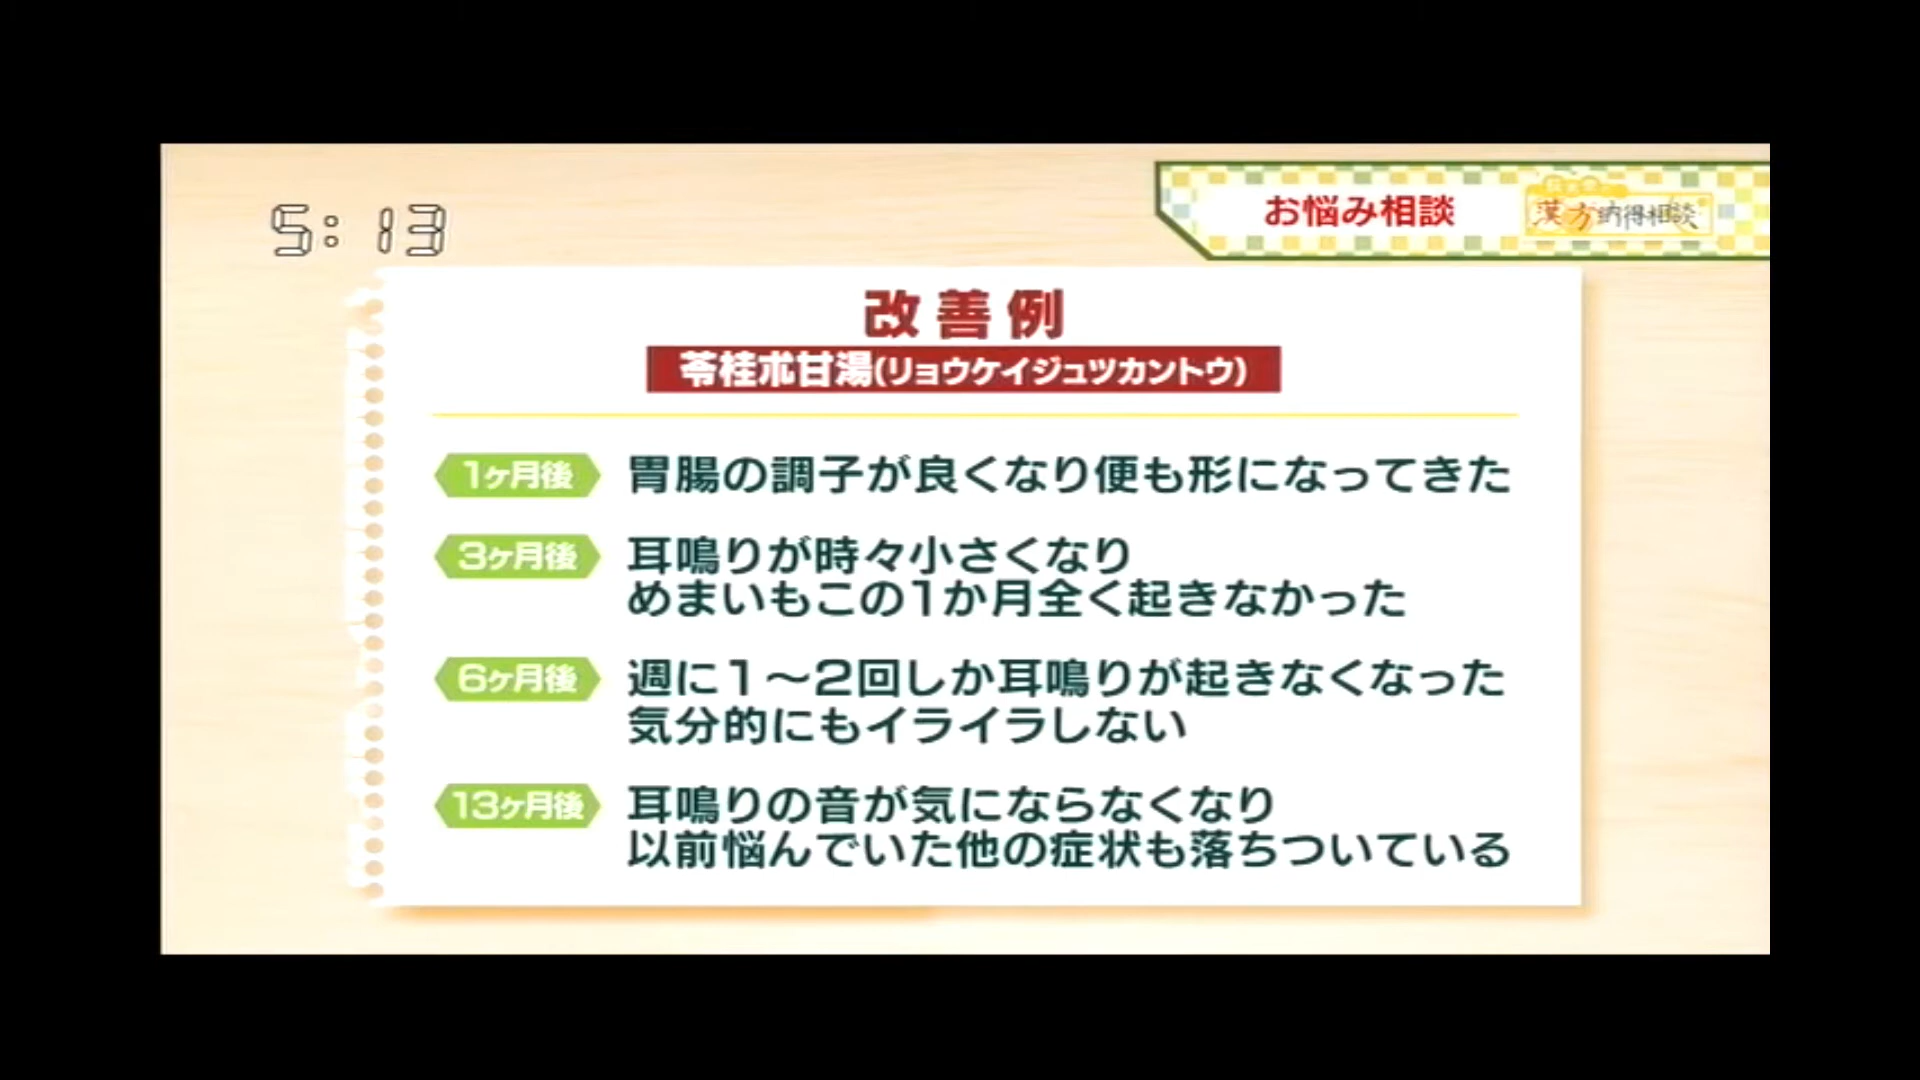 5:13
お悩み相談
漢方納得相談
改善例
苓桂朮甘湯(リョウケイジュツカントウ)
1ヶ月後 胃腸の調子が良くなり便も形になってきた
3ヶ月後 耳鳴りが時々小さくなり
めまいもこの1か月全く起きなかった
6ヶ月後 週に1～2回しか耳鳴りが起きなくなった
気分的にもイライラしない
13ヶ月後 耳鳴りの音が気にならなくなり
以前悩んでいた他の症状も落ちついている